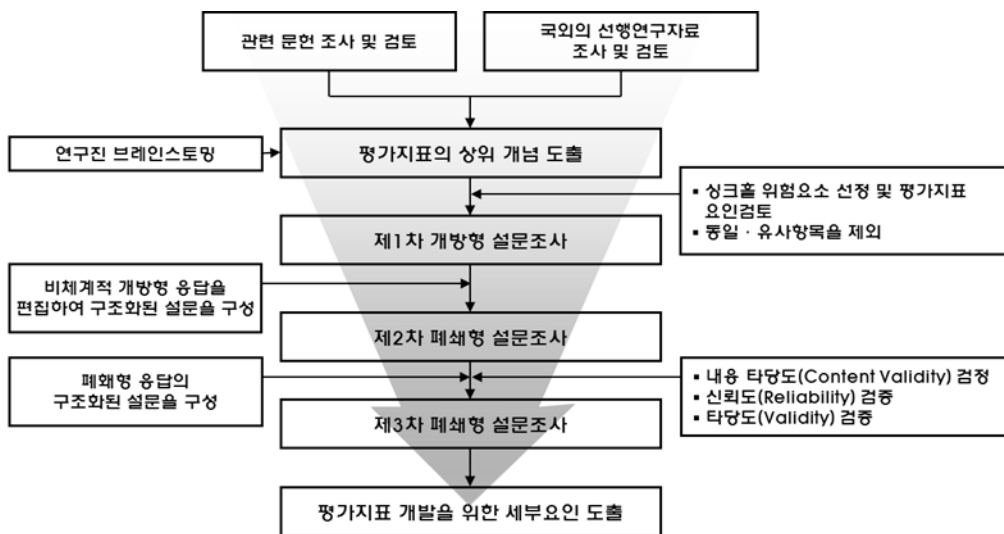 관련 문헌 조사 및 검토
국외의 선행연구자료
조사 및 검토
연구진 브레인스토밍
평가지표의 상위 개념 도출
▪ 싱크홀 위험요소 선정 및 평가지표
요인검토
▪ 동일 · 유사항목을 제외
제1차 개방형 설문조사
비체계적 개방형 응답을
편집하여 구조화된 설문을 구성
제2차 폐쇄형 설문조사
폐홰형 응답의
구조화된 설문을 구성
▪ 내용 타당도(Content Validity) 검정
▪ 신뢰도(Reliability) 검증
▪ 타당도(Validity) 검증
제3차 폐쇄형 설문조사
평가지표 개발을 위한 세부요인 도출